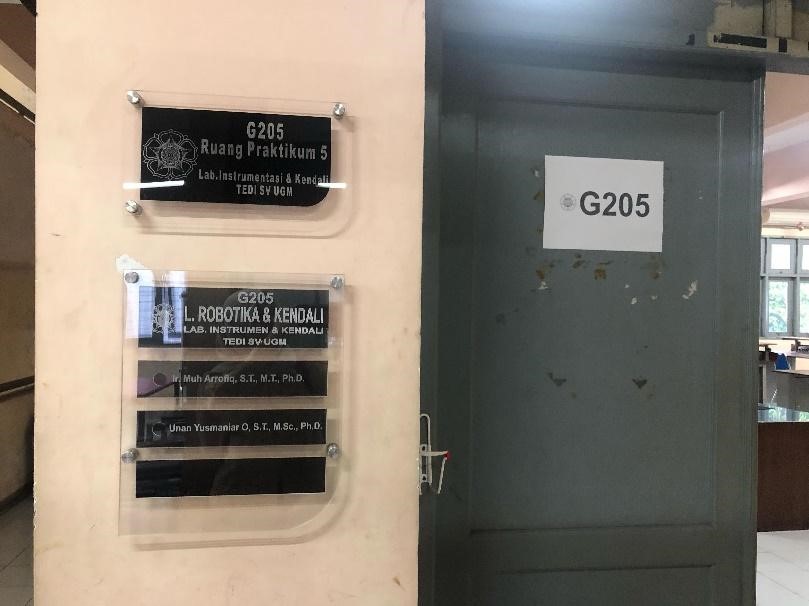 G205
Ruang Praktikum 5
Lab.Instrumentasi & Kendali
TEDI SV UGM
G205
L. ROBOTIKA & KENDALI
LAB. INSTRUMEN & KENDALI
TEDI SV UGM
Ir. Muh Arrofiq, S.T., M.T., Ph.D.
Unan Yusmaniar O, S.T., M.Sc., Ph.D.
G205